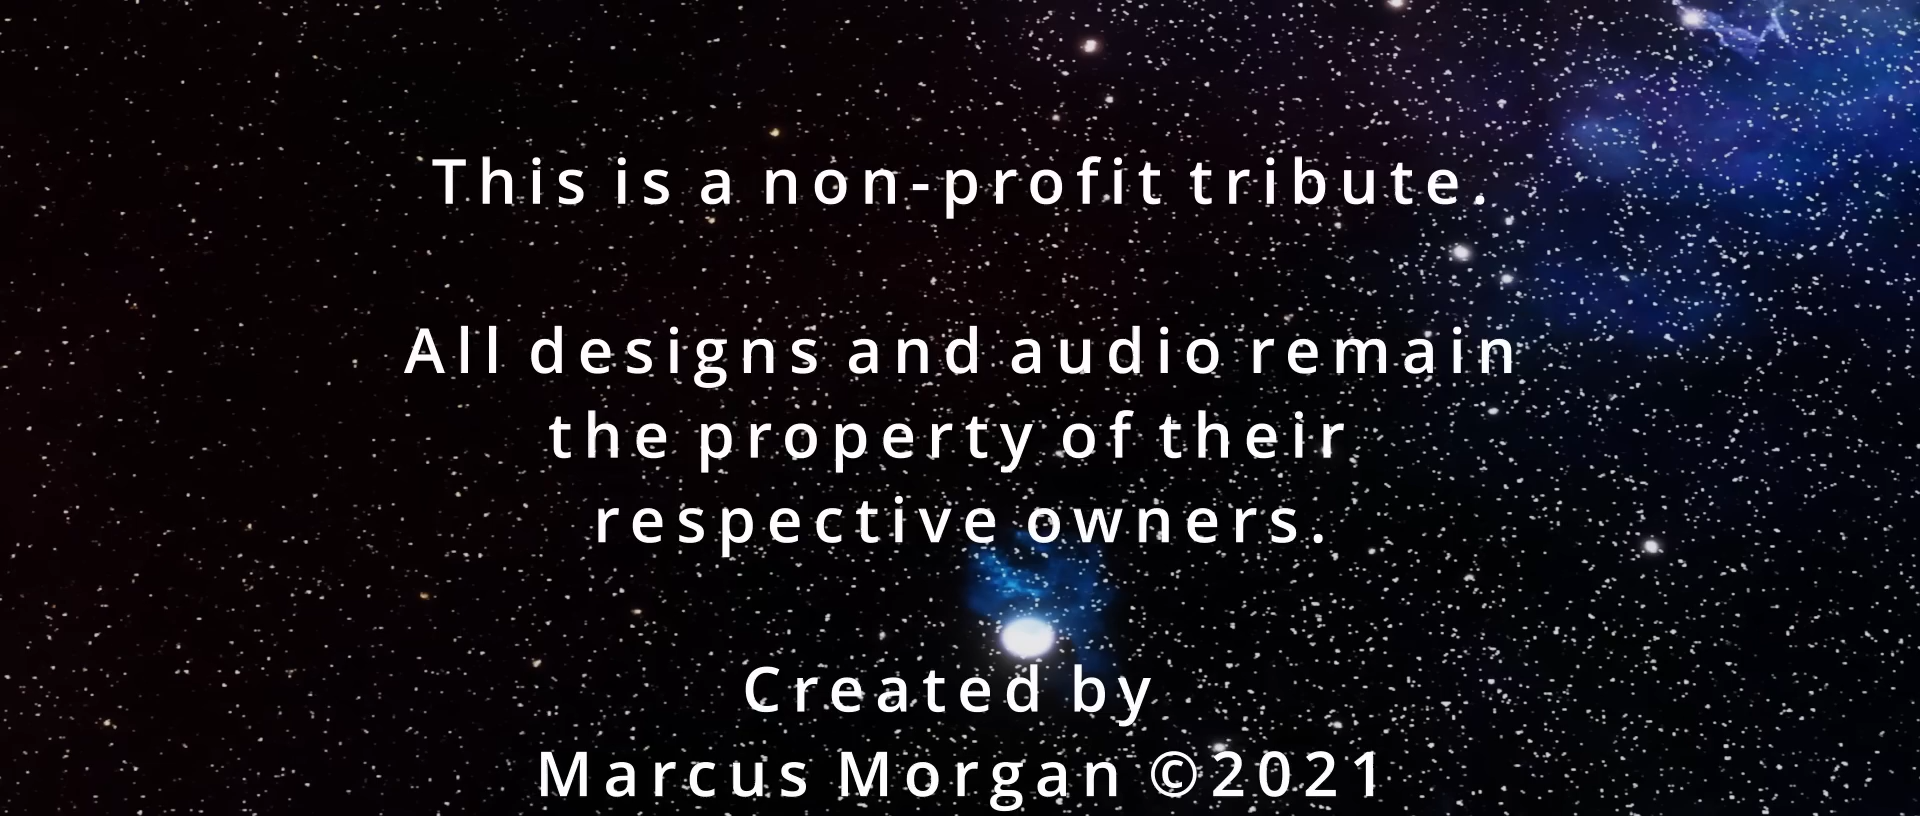 This is a non-profit tribute.
All designs and audio remain
the property of their
respective owners.
Created by
Marcus Morgan ©2021